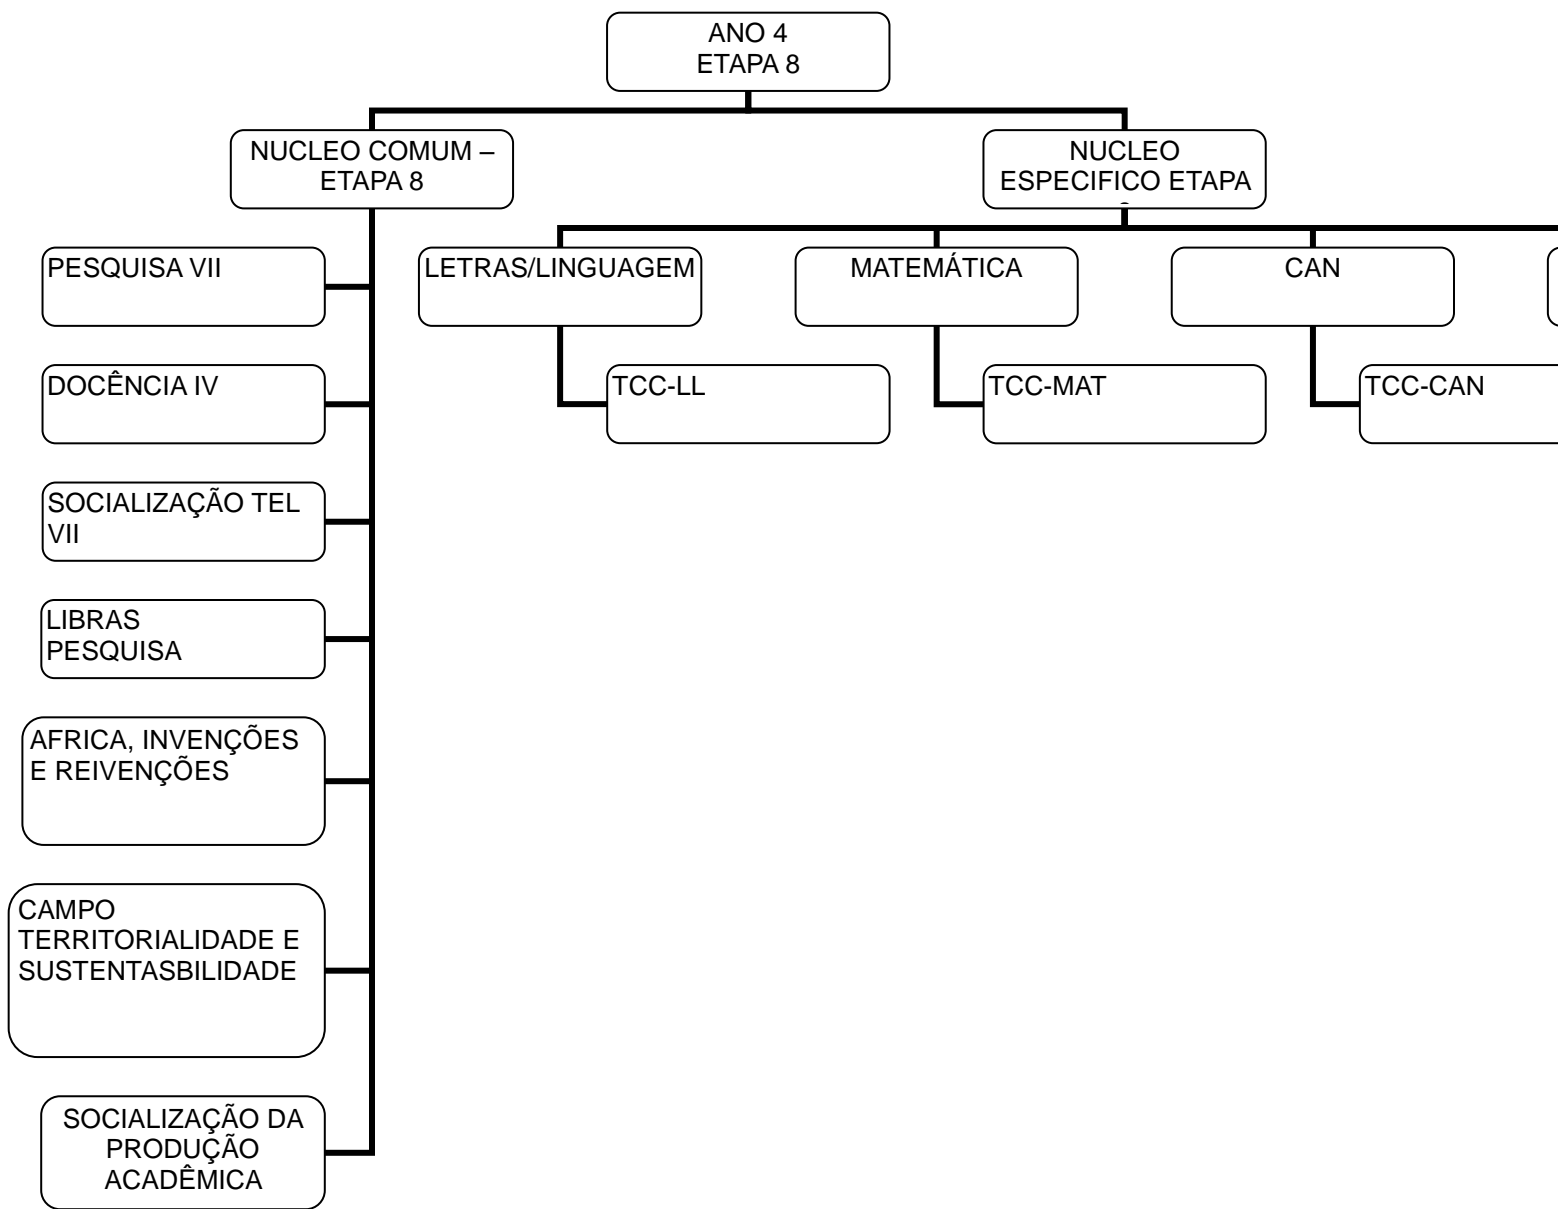 ANO 4
ETAPA 8
NUCLEO COMUM –
ETAPA 8
NUCLEO
ESPECIFICO ETAPA
PESQUISA VII
LETRAS/LINGUAGEM
MATEMÁTICA
CAN
DOCÊNCIA IV
TCC-LL
TCC-MAT
TCC-CAN
SOCIALIZAÇÃO TEL
VII
LIBRAS
PESQUISA
AFRICA, INVENÇÕES
E REIVENÇÕES
CAMPO
TERRITORIALIDADE E
SUSTENTASBILIDADE
SOCIALIZAÇÃO DA
PRODUÇÃO
ACADÊMICA